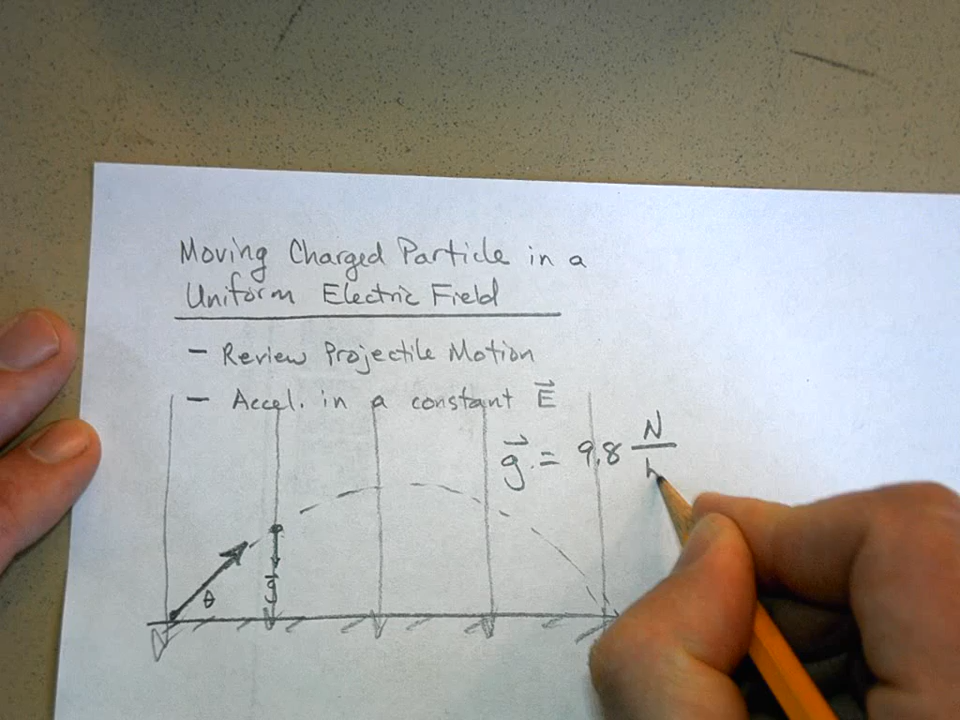 Moving Charged Particle in a
Uniform Electric Field
- Review Projectile Motion
- Accel. in a constant E⃗
g⃗ = 9.8 N
θ
g⃗